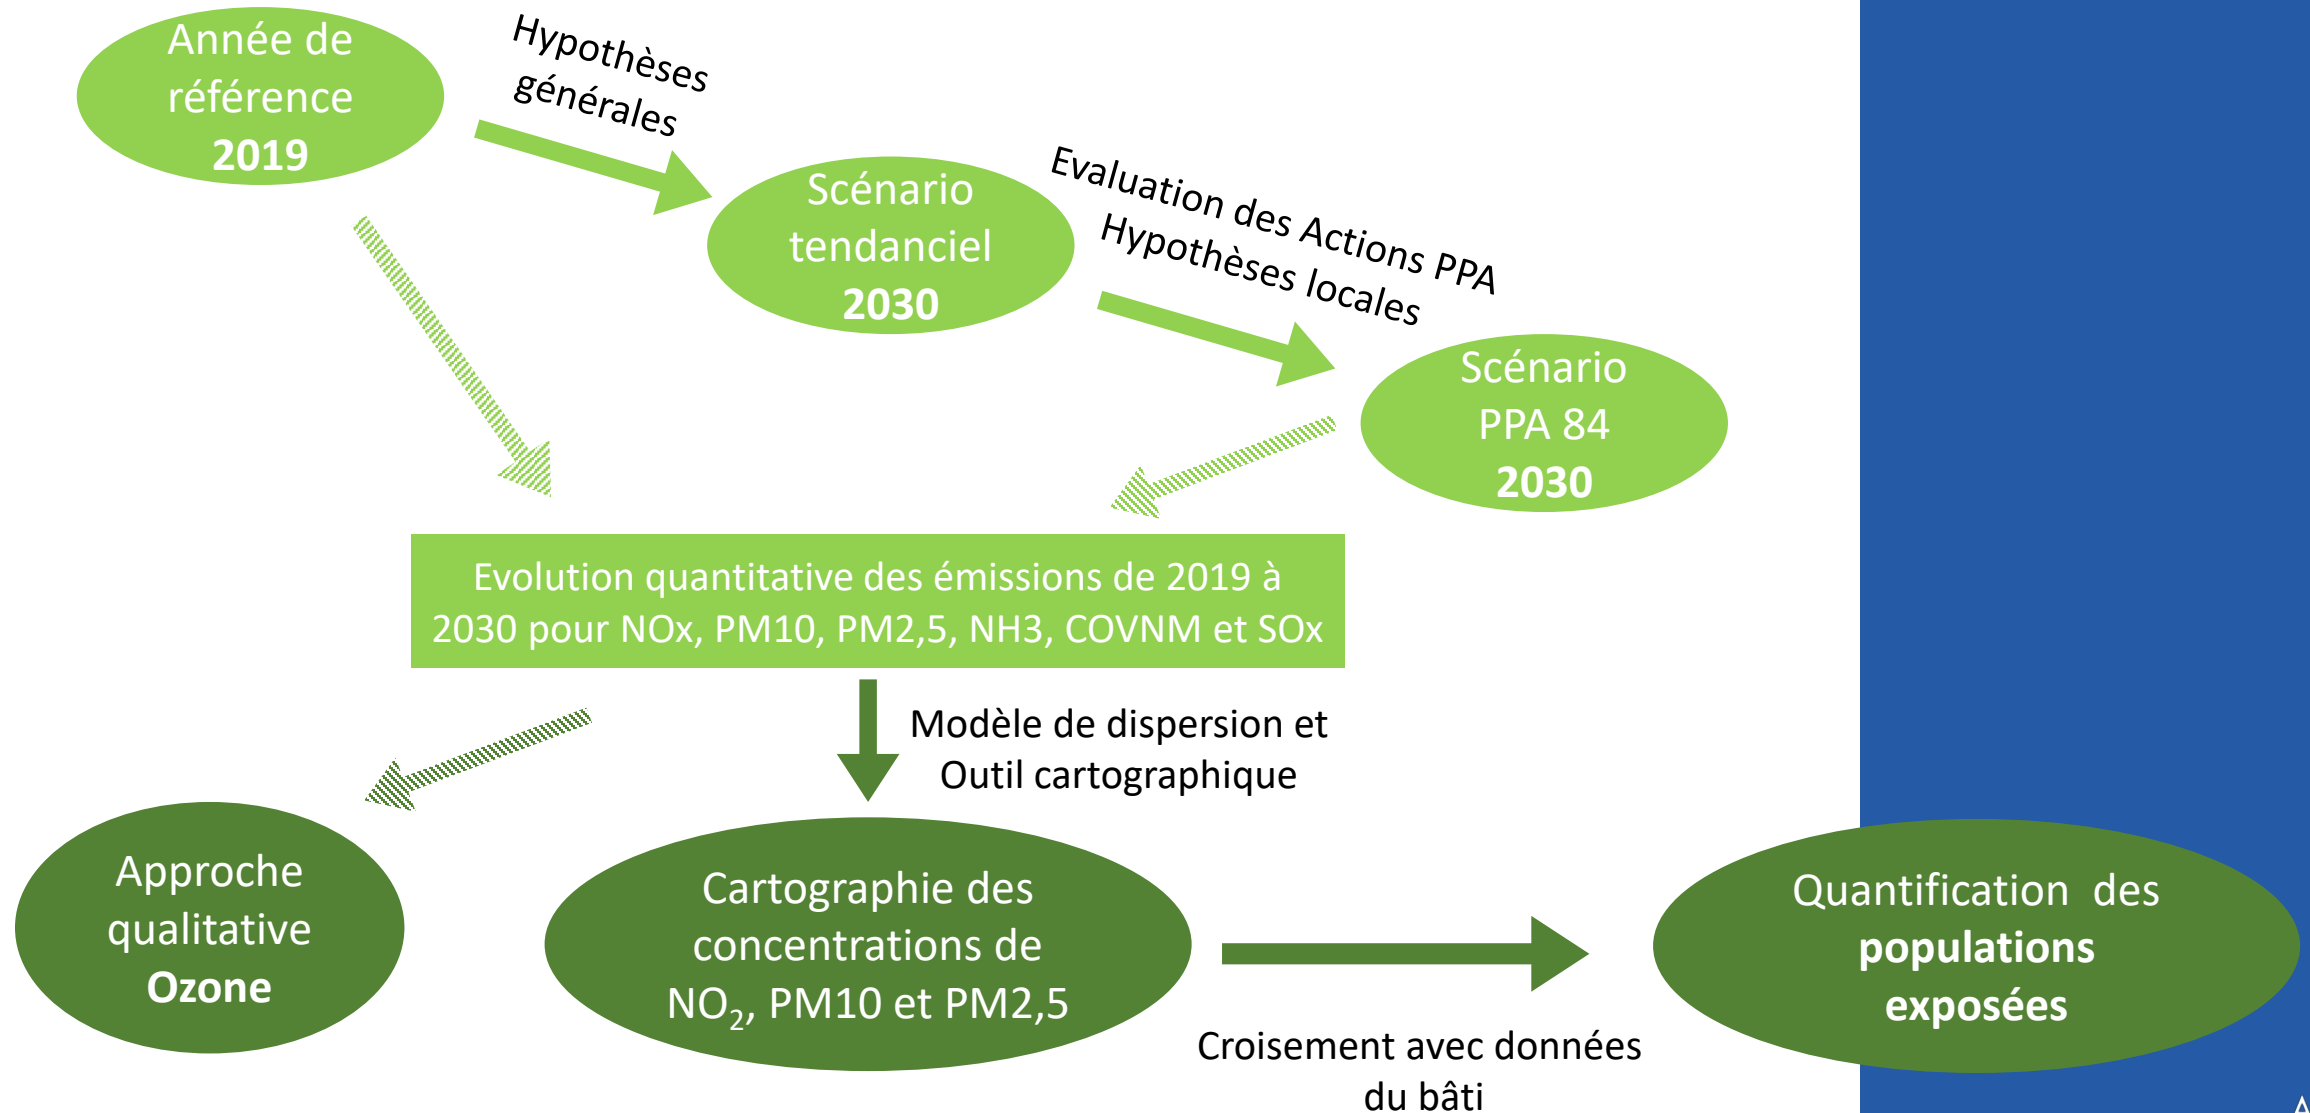 Année de
référence
2019
Hypothèses
générales
Scénario
tendanciel
2030
Evaluation des Actions PPA
Hypothèses locales
Scénario
PPA 84
2030
Evolution quantitative des émissions de 2019 à
2030 pour NOx, PM10, PM2,5, NH3, COVNM et SOx
Modèle de dispersion et
Outil cartographique
Approche
qualitative
Ozone
Cartographie des
concentrations de
NO₂, PM10 et PM2,5
Croisement avec données
du bâti
Quantification des
populations
exposées